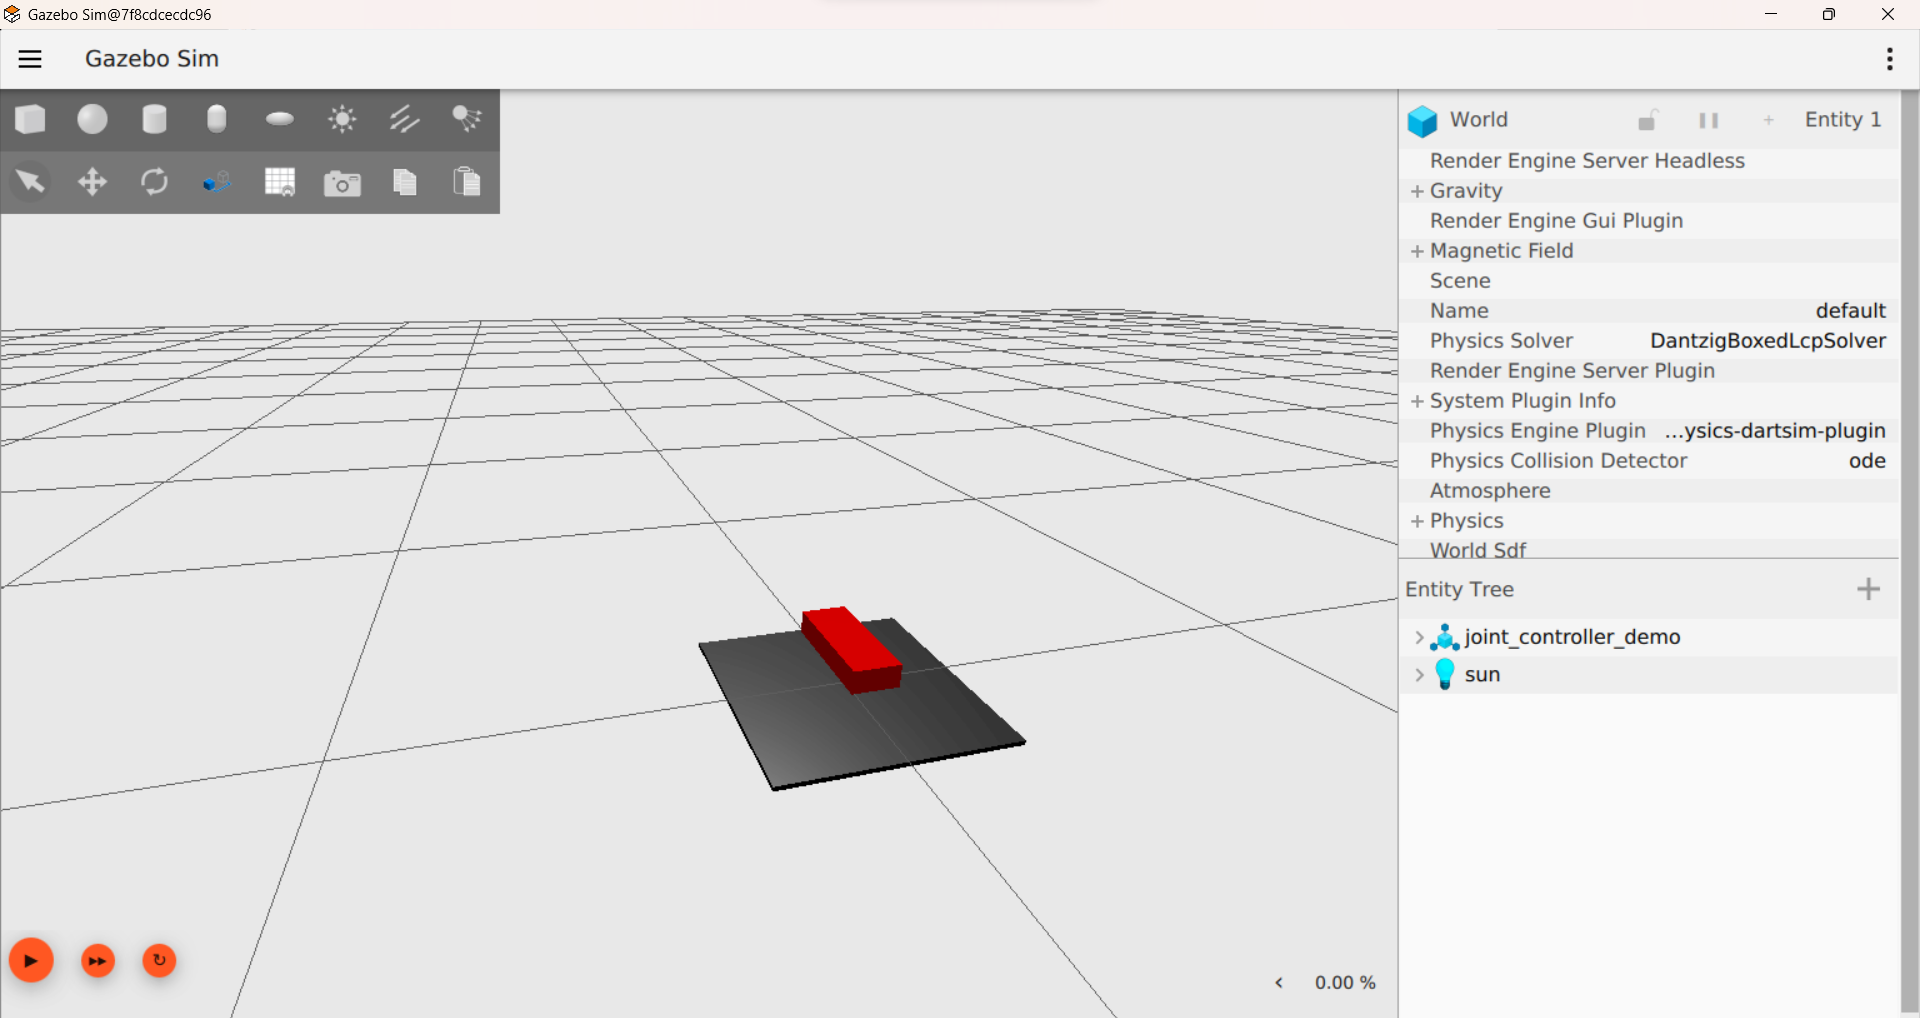 Gazebo Sim@7f8cdcecdc96
Gazebo Sim
World
Entity 1
Render Engine Server Headless
Gravity
Render Engine Gui Plugin
Magnetic Field
Scene
Name default
Physics Solver DantzigBoxedLcpSolver
Render Engine Server Plugin
System Plugin Info
Physics Engine Plugin ...ysics-dartsim-plugin
Physics Collision Detector ode
Atmosphere
Physics
World Sdf
Entity Tree
joint_controller_demo
sun
0.00 %